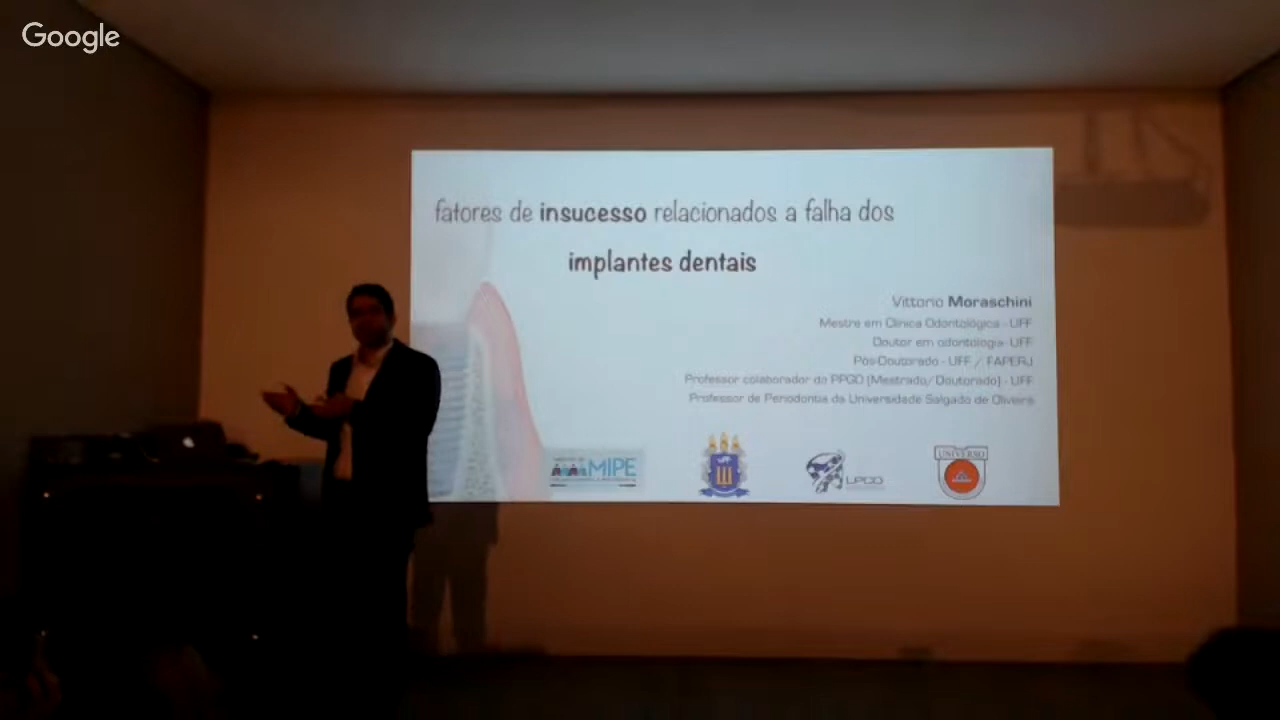 Google
fatores de insucesso relacionados a falha dos
implantes dentais
Vittorio Moraschini
Mestre em Clínica Odontológica - UFF
Doutor em odontologia- UFF
Pós-Doutorado - UFF / FAPERJ
Professor colaborador do PPGO (Mestrado/Doutorado) - UFF
Professor de Periodontia da Universidade Salgado de Oliveira
MIPE
UFF
LPCO
UNIVERSO